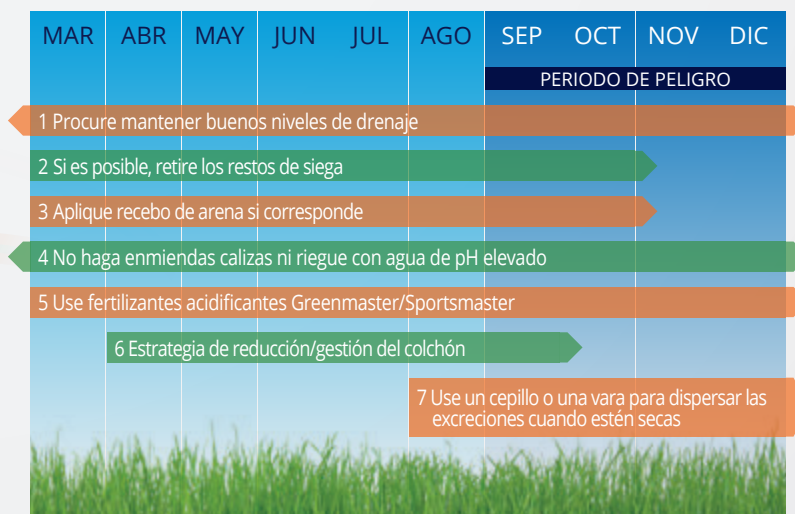 MAR ABR MAY JUN JUL AGO SEP OCT NOV DIC
PERIODO DE PELIGRO
1 Procure mantener buenos niveles de drenaje
2 Si es posible, retire los restos de siega
3 Aplique recebo de arena si corresponde
4 No haga enmiendas calizas ni riegue con agua de pH elevado
5 Use fertilizantes acidificantes Greenmaster/Sportsmaster
6 Estrategia de reducción/gestión del colchón
7 Use un cepillo o una vara para dispersar las
excreciones cuando estén secas